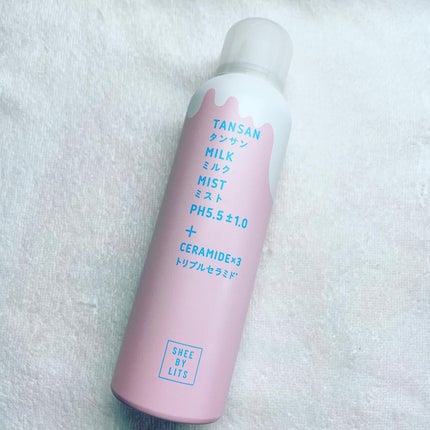 TANSAN
タンサン
MILK
ミルク
MIST
ミスト
PH5.5±1.0
+
CERAMIDE×3
トリプルセラミド*
SHEE
BY
LITS